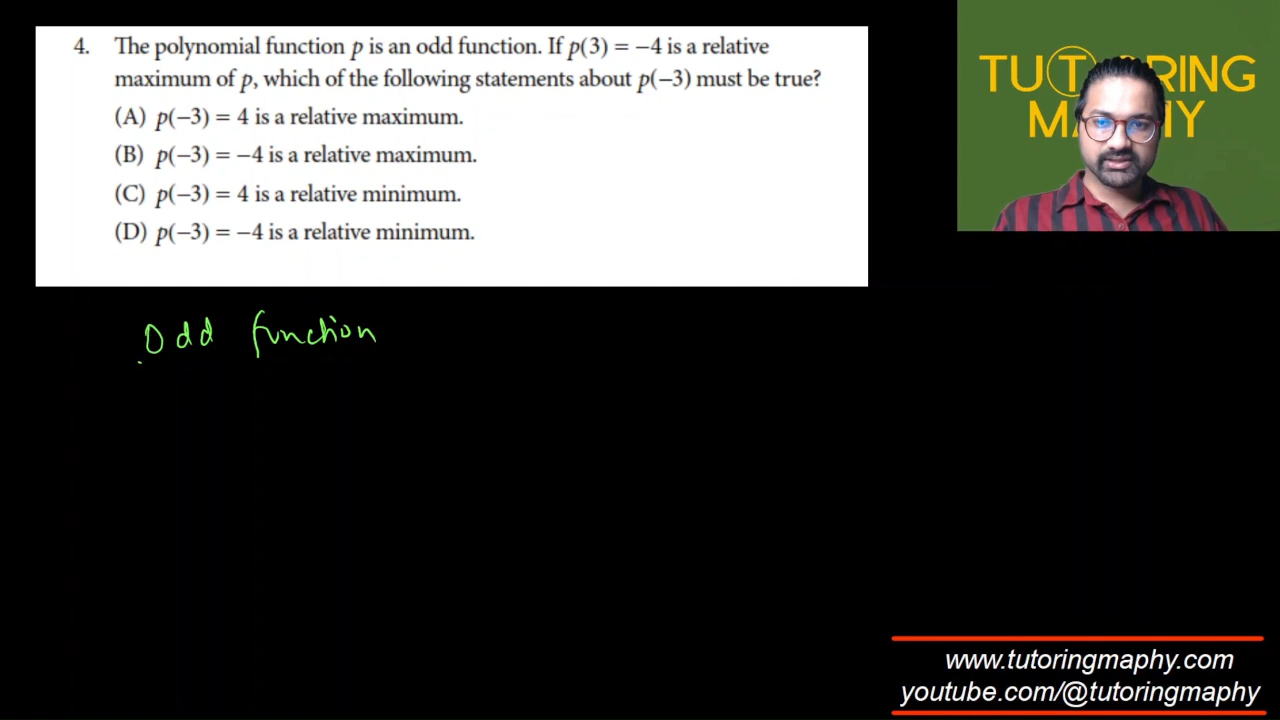 4. The polynomial function p is an odd function. If p(3) = −4 is a relative
maximum of p, which of the following statements about p(−3) must be true?
(A) p(−3) = 4 is a relative maximum.
(B) p(−3) = −4 is a relative maximum.
(C) p(−3) = 4 is a relative minimum.
(D) p(−3) = −4 is a relative minimum.
TUTORING
MAPHY
Odd function
www.tutoringmaphy.com
youtube.com/@tutoringmaphy